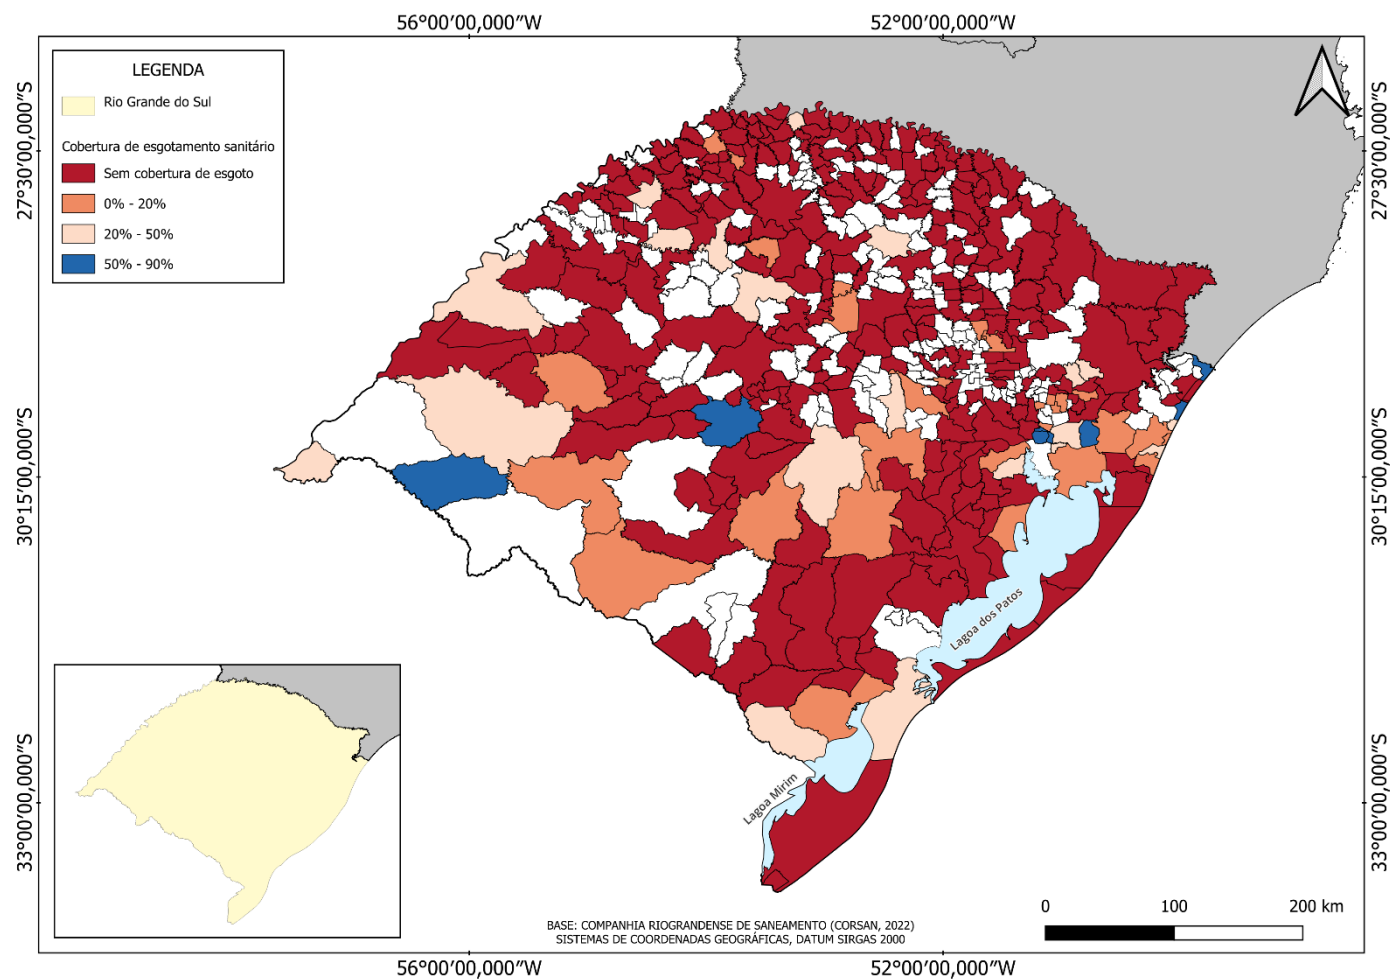 56°00′00,000″W
52°00′00,000″W
27°30′00,000″S
27°30′00,000″S
LEGENDA
Rio Grande do Sul
Cobertura de esgotamento sanitário
Sem cobertura de esgoto
0% - 20%
20% - 50%
50% - 90%
30°15′00,000″S
30°15′00,000″S
Lagoa dos Patos
Lagoa Mirim
33°00′00,000″S
33°00′00,000″S
0 100 200 km
BASE: COMPANHIA RIOGRANDENSE DE SANEAMENTO (CORSAN, 2022)
SISTEMAS DE COORDENADAS GEOGRÁFICAS, DATUM SIRGAS 2000
56°00′00,000″W
52°00′00,000″W